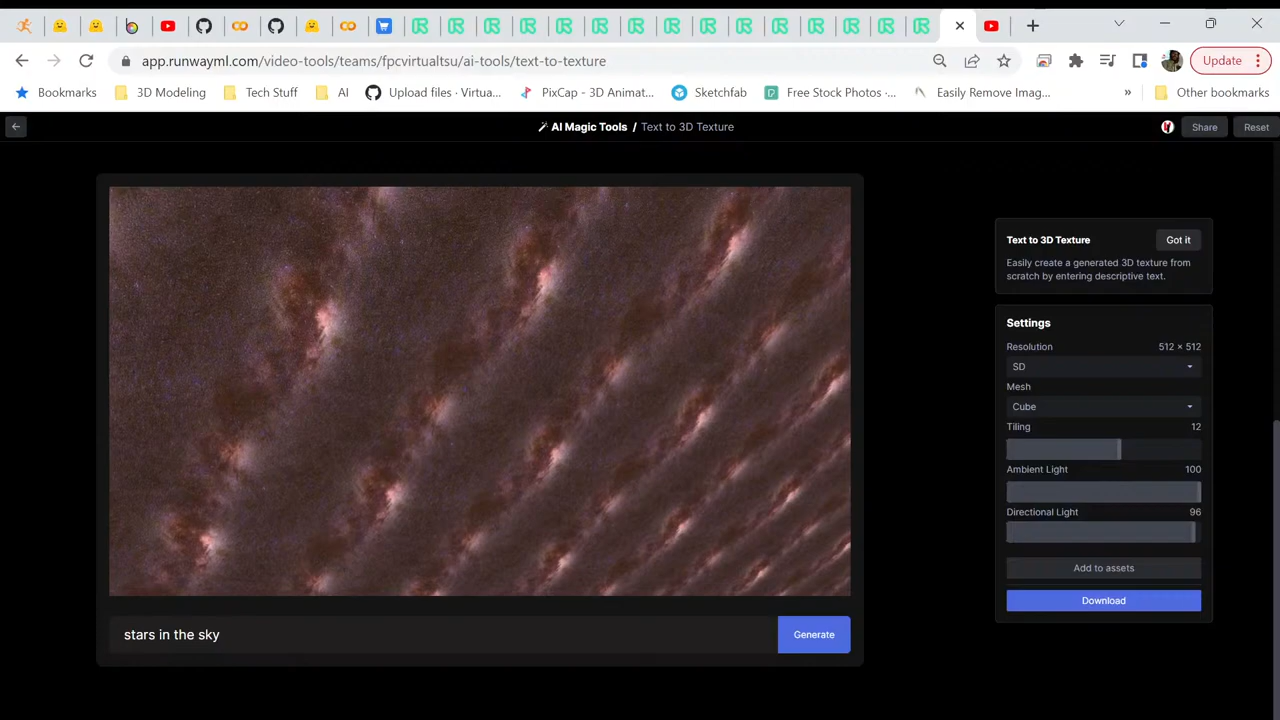 app.runwayml.com/video-tools/teams/fpcvirtualtsu/ai-tools/text-to-texture
Update
Bookmarks
3D Modeling
Tech Stuff
AI
Upload files · Virtua...
PixCap - 3D Animat...
Sketchfab
Free Stock Photos ·...
Easily Remove Imag...
»
Other bookmarks
AI Magic Tools / Text to 3D Texture
Share
Reset
Text to 3D Texture
Got it
Easily create a generated 3D texture from
scratch by entering descriptive text.
Settings
Resolution 512 × 512
SD
Mesh
Cube
Tiling 12
Ambient Light 100
Directional Light 96
Add to assets
Download
stars in the sky
Generate